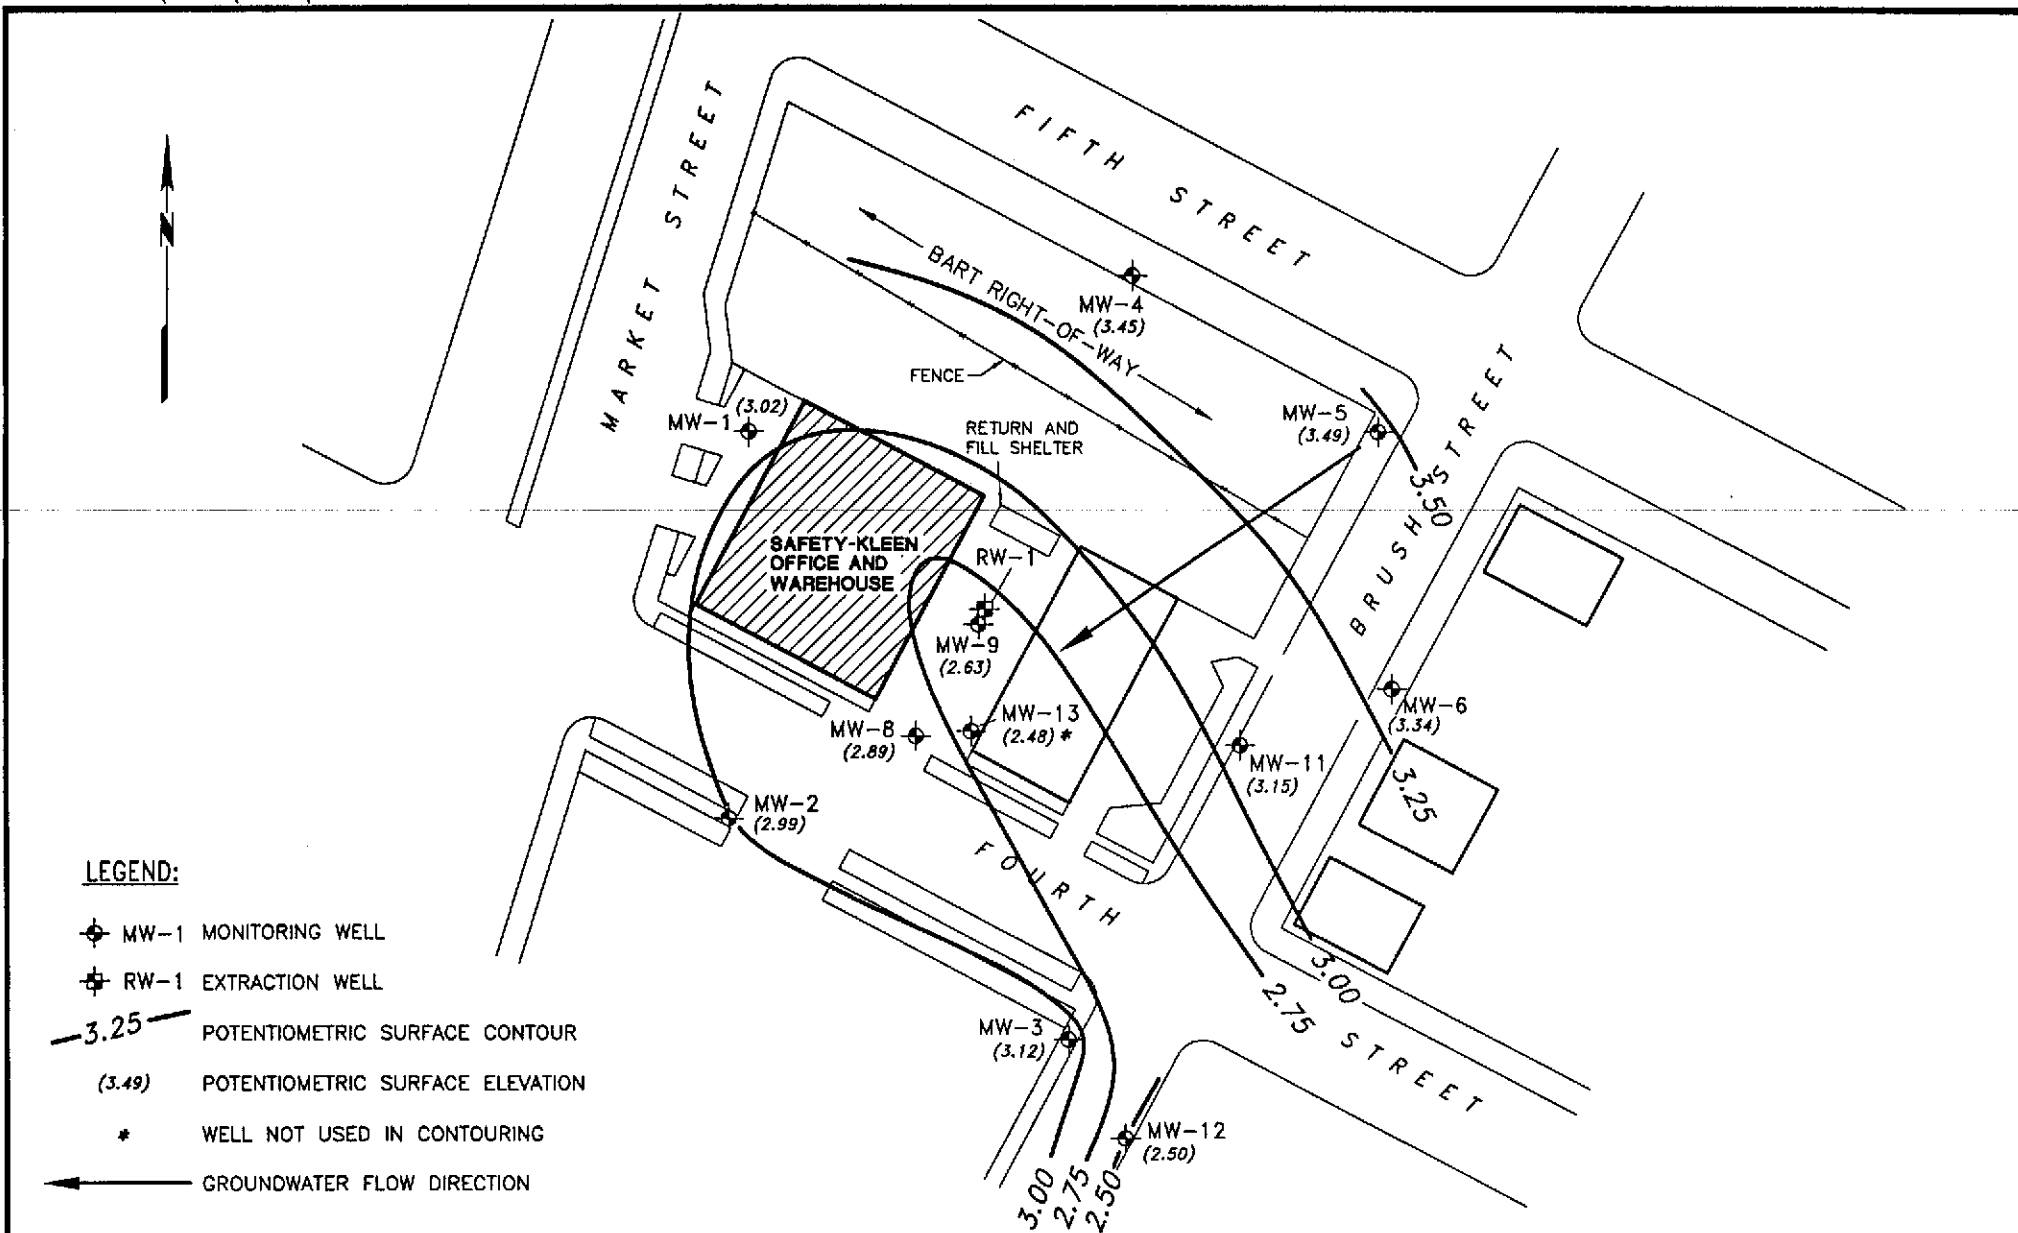 FIFTH STREET
MARKET STREET
N
BART RIGHT-OF-WAY
MW-4
(3.45)
FENCE
MW-5
(3.49)
BRUSH STREET
(3.02)
MW-1
RETURN AND
FILL SHELTER
3.50
SAFETY-KLEEN
OFFICE AND
WAREHOUSE
RW-1
MW-9
(2.63)
MW-6
(3.34)
MW-8
(2.89)
MW-13
(2.48) *
MW-11
(3.15)
3.25
MW-2
(2.99)
FOURTH STREET
3.00
2.75
MW-3
(3.12)
MW-12
(2.50)
3.00
2.75
2.50
LEGEND:
MW-1 MONITORING WELL
RW-1 EXTRACTION WELL
3.25 POTENTIOMETRIC SURFACE CONTOUR
(3.49) POTENTIOMETRIC SURFACE ELEVATION
* WELL NOT USED IN CONTOURING
GROUNDWATER FLOW DIRECTION